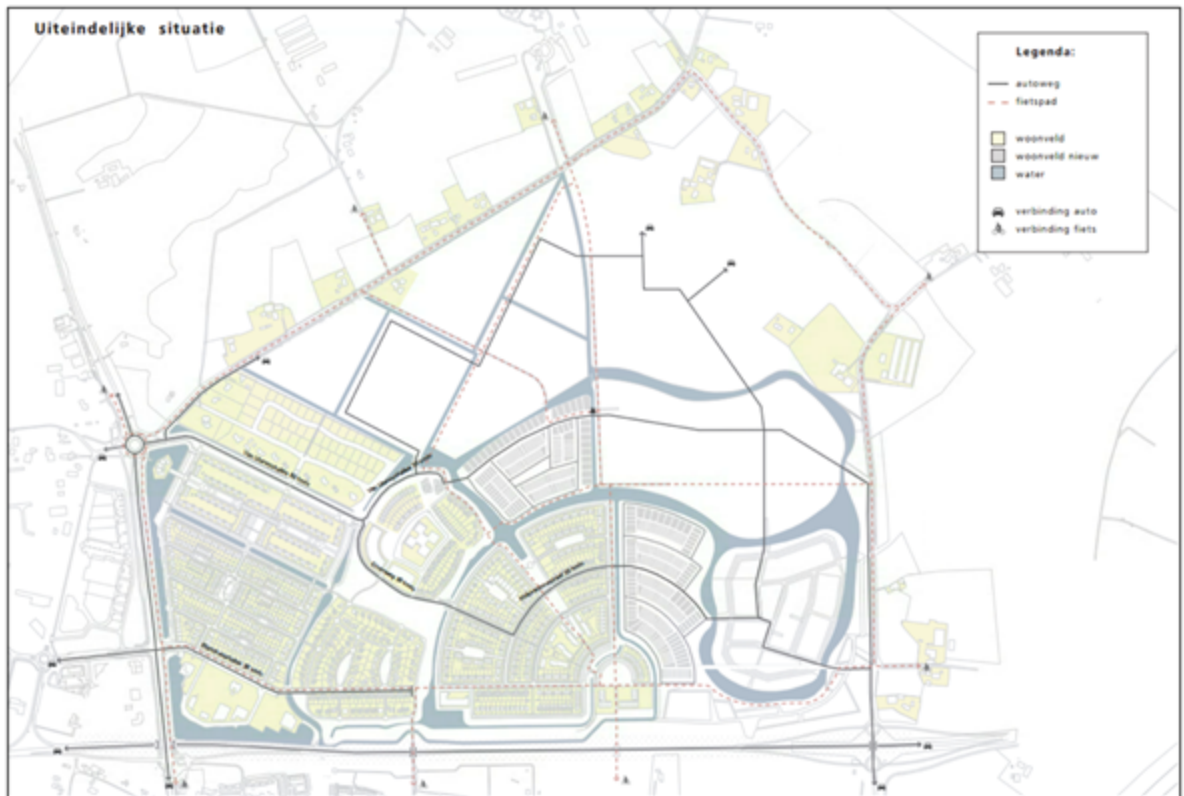 Uiteindelijke situatie
Legenda:
autoweg
fietspad
woonveld
woonveld nieuw
water
verbinding auto
verbinding fiets